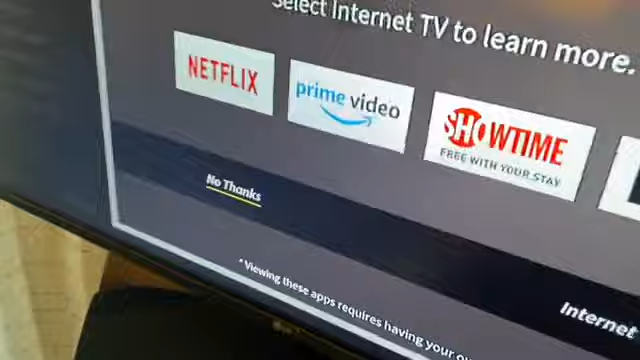 Select Internet TV to learn more.
NETFLIX
prime video
SHOWTIME
FREE WITH YOUR STAY
No Thanks
Internet
* Viewing these apps requires having your